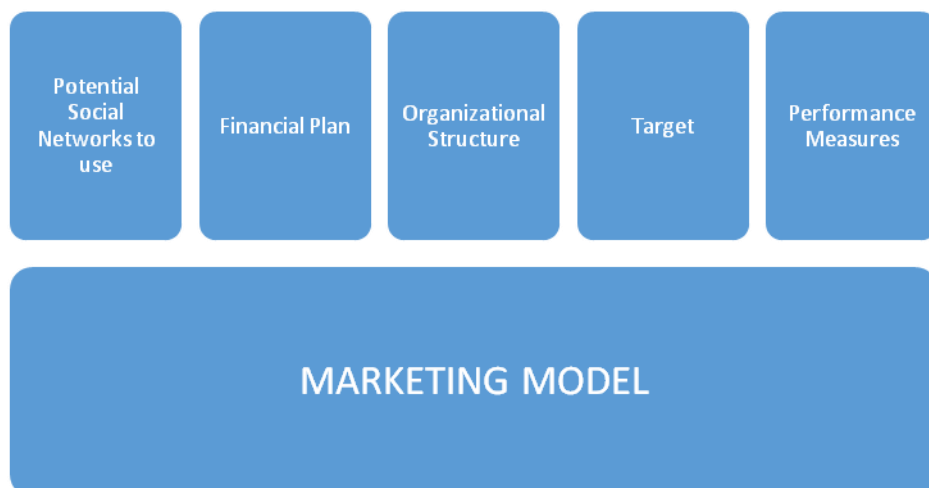 Potential
Social
Networks to
use
Financial Plan
Organizational
Structure
Target
Performance
Measures
MARKETING MODEL